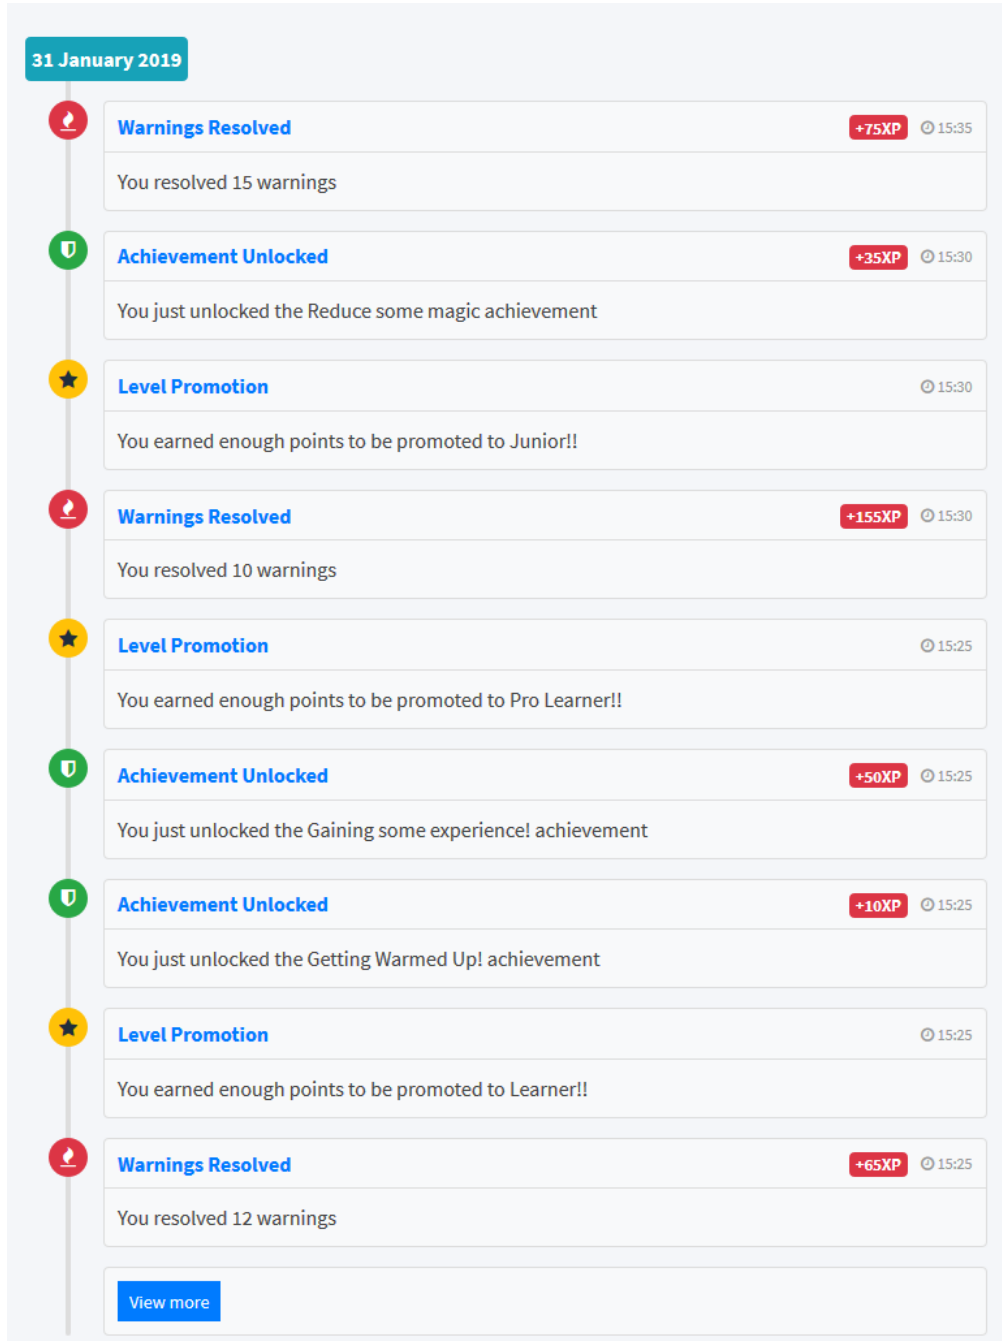 31 January 2019
Warnings Resolved +75XP 15:35
You resolved 15 warnings
Achievement Unlocked +35XP 15:30
You just unlocked the Reduce some magic achievement
Level Promotion 15:30
You earned enough points to be promoted to Junior!!
Warnings Resolved +155XP 15:30
You resolved 10 warnings
Level Promotion 15:25
You earned enough points to be promoted to Pro Learner!!
Achievement Unlocked +50XP 15:25
You just unlocked the Gaining some experience! achievement
Achievement Unlocked +10XP 15:25
You just unlocked the Getting Warmed Up! achievement
Level Promotion 15:25
You earned enough points to be promoted to Learner!!
Warnings Resolved +65XP 15:25
You resolved 12 warnings
View more